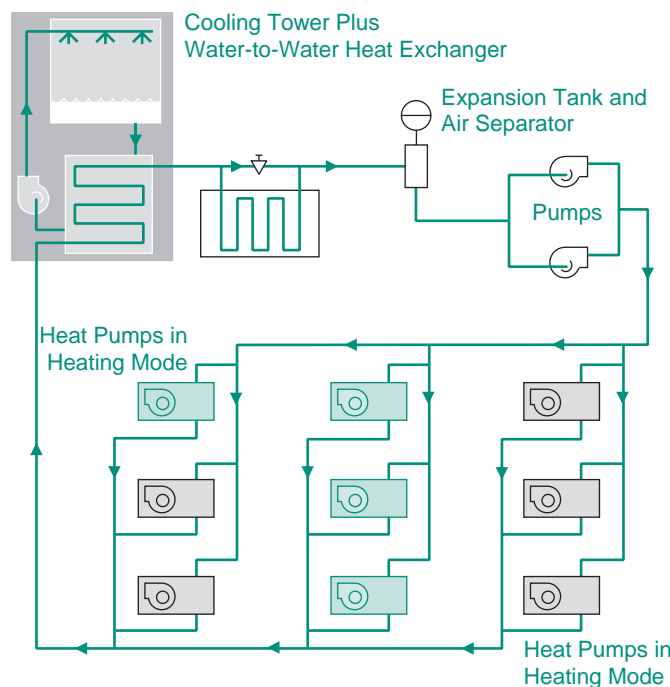 Cooling Tower Plus
Water-to-Water Heat Exchanger
Expansion Tank and
Air Separator
Pumps
Heat Pumps in
Heating Mode
Heat Pumps in
Heating Mode